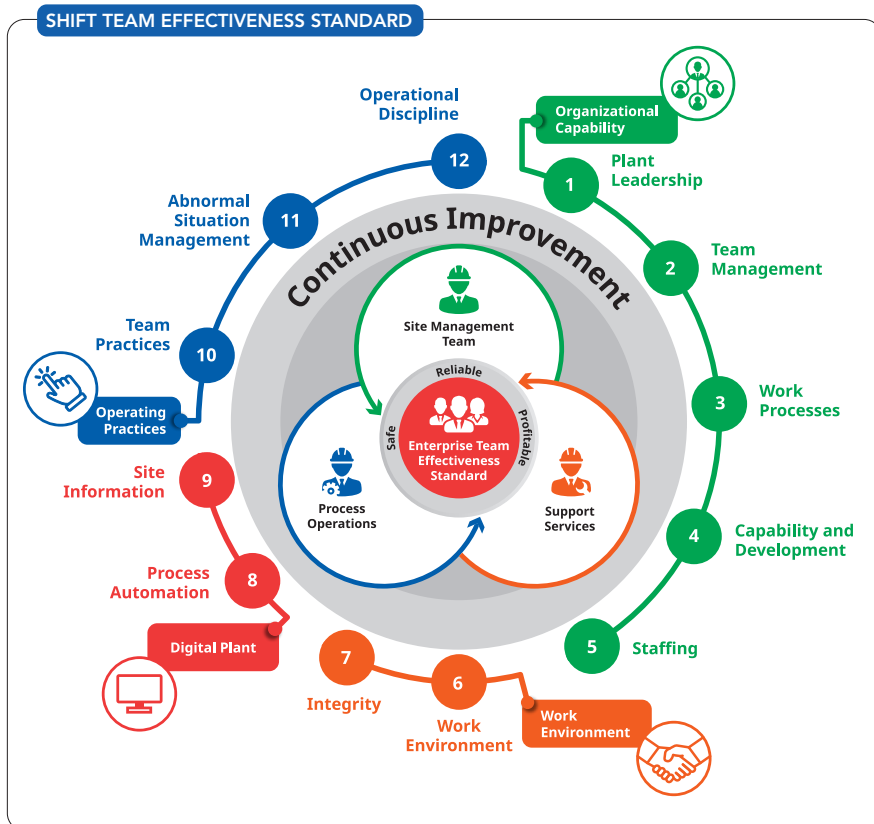 SHIFT TEAM EFFECTIVENESS STANDARD
Organizational
Capability
1
Plant
Leadership
2
Team
Management
3
Work
Processes
4
Capability and
Development
5
Staffing
Work
Environment
6
Work
Environment
7
Integrity
Digital Plant
8
Process
Automation
9
Site
Information
Operating
Practices
10
Team
Practices
11
Abnormal
Situation
Management
12
Operational
Discipline
Continuous Improvement
Site Management
Team
Process
Operations
Support
Services
Safe
Reliable
Profitable
Enterprise Team
Effectiveness
Standard